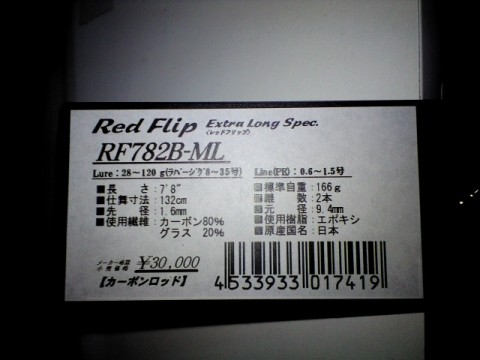 Red Flip Extra Long Spec.
(レッドフリップ)
RF782B-ML
Lure:28～120g(ラバージグ8～35号) Line(PE):0.6～1.5号
■長さ:7'8" ■標準自重:166g
■仕舞寸法:132cm ■継数:2本
■先径:1.6mm ■元径:9.4mm
■使用繊維:カーボン80% ■使用樹脂:エポキシ
グラス 20% ■原産国名:日本
メーカー希望小売価格 ¥30,000
【カーボンロッド】 4533933017419